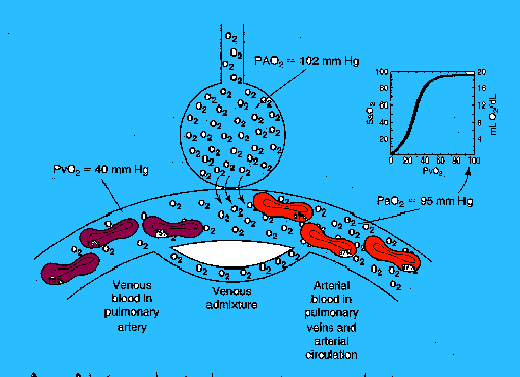 PAO₂ = 102 mm Hg
100
80
60
40
20
SaO₂
20
16
12
8
4
mL O₂/dL
0 20 40 60 80 100
PvO₂
PvO₂ = 40 mm Hg
PaO₂ = 95 mm Hg
O₂
Venous
blood in
pulmonary
artery
Venous
admixture
Arterial
blood in
pulmonary
veins and
arterial
circulation